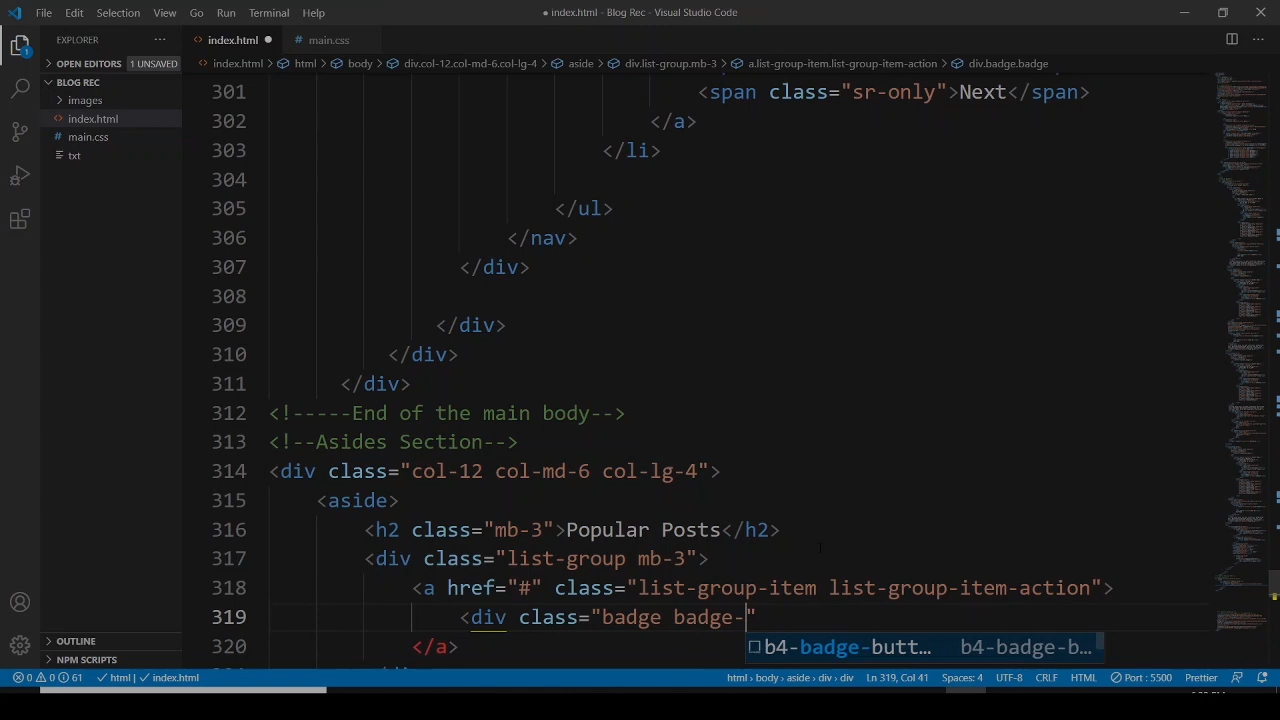 File Edit Selection View Go Run Terminal Help
● index.html - Blog Rec - Visual Studio Code
EXPLORER ···
index.html ●
main.css
OPEN EDITORS 1 UNSAVED
index.html > html > body > div.col-12.col-md-6.col-lg-4 > aside > div.list-group.mb-3 > a.list-group-item.list-group-item-action > div.badge.badge
BLOG REC
images
index.html
main.css
txt
1
301 <span class="sr-only">Next</span>
302 </a>
303 </li>
304
305 </ul>
306 </nav>
307 </div>
308
309 </div>
310 </div>
311 </div>
312 <!-----End of the main body-->
313 <!--Asides Section-->
314 <div class="col-12 col-md-6 col-lg-4">
315 <aside>
316 <h2 class="mb-3">Popular Posts</h2>
317 <div class="list-group mb-3">
318 <a href="#" class="list-group-item list-group-item-action">
319 <div class="badge badge-"
b4-badge-butt... b4-badge-b...
320 </a>
OUTLINE
NPM SCRIPTS
0 0 61 html | index.html
html > body > aside > div > div Ln 319, Col 41 Spaces: 4 UTF-8 CRLF HTML Port : 5500 Prettier